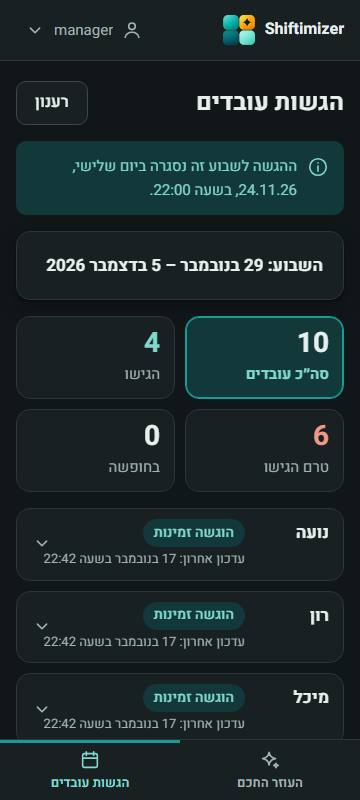 Shiftimizer
manager
הגשות עובדים
רענון
ההגשה לשבוע זה נסגרה ביום שלישי,
24.11.26, בשעה 22:00.
השבוע: 29 בנובמבר – 5 בדצמבר 2026
10
סה״כ עובדים
4
הגישו
6
טרם הגישו
0
בחופשה
נועה
הוגשה זמינות
עדכון אחרון: 17 בנובמבר בשעה 22:42
רון
הוגשה זמינות
עדכון אחרון: 17 בנובמבר בשעה 22:42
מיכל
הוגשה זמינות
עדכון אחרון: 17 בנובמבר בשעה 22:42
העוזר החכם
הגשות עובדים